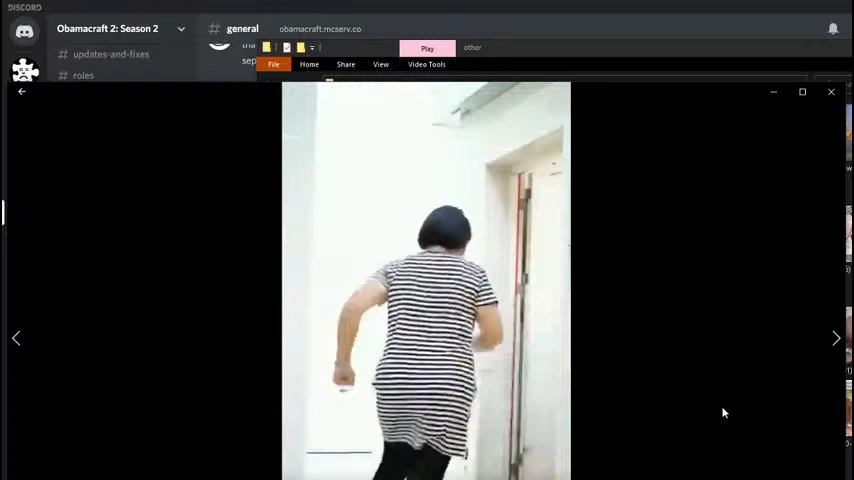 DISCORD
Obamacraft 2: Season 2
# general
obamacraft.mcserv.co
# updates-and-fixes
# roles
sep
Play
other
File
Home
Share
View
Video Tools